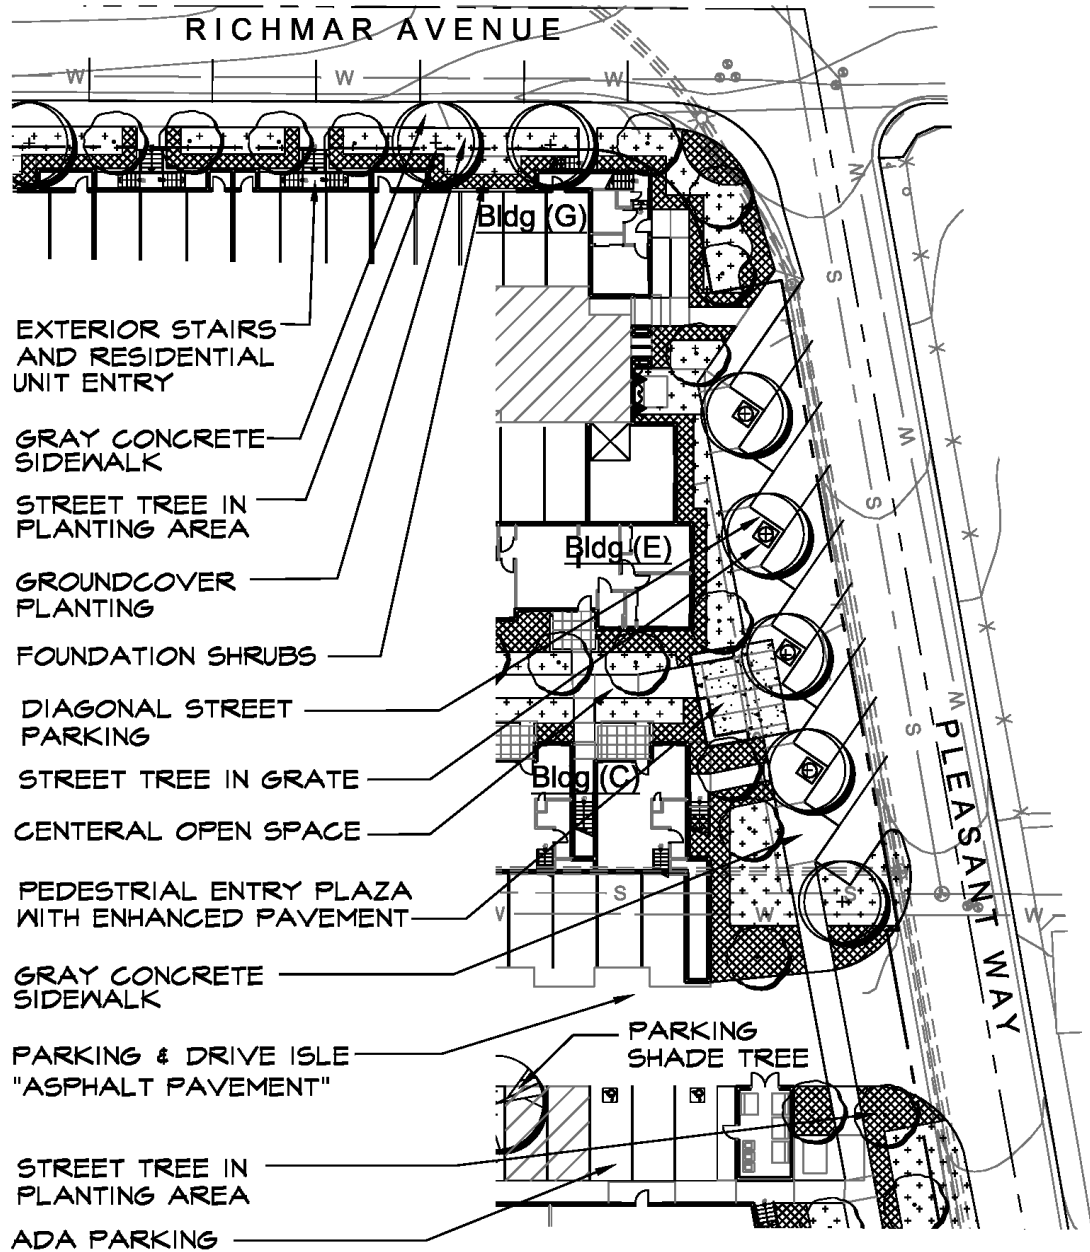 RICHMAR AVENUE
W W W
Bldg (G)
EXTERIOR STAIRS
AND RESIDENTIAL
UNIT ENTRY
GRAY CONCRETE
SIDEWALK
STREET TREE IN
PLANTING AREA
GROUNDCOVER
PLANTING
FOUNDATION SHRUBS
DIAGONAL STREET
PARKING
STREET TREE IN GRATE
CENTERAL OPEN SPACE
PEDESTRIAL ENTRY PLAZA
WITH ENHANCED PAVEMENT
GRAY CONCRETE
SIDEWALK
PARKING & DRIVE ISLE
"ASPHALT PAVEMENT"
STREET TREE IN
PLANTING AREA
ADA PARKING
Bldg (E)
Bldg (C)
PARKING
SHADE TREE
PLEASANT WAY
W
S
W
S
W
S
S S
W W